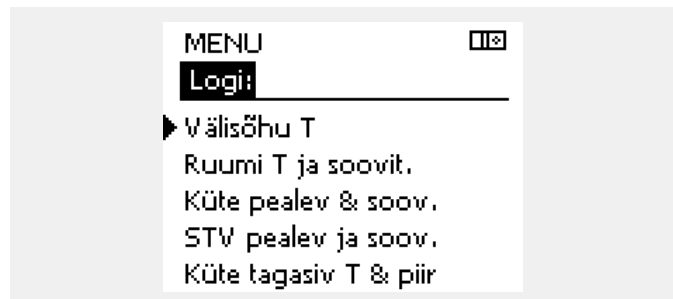 MENU
Logi:
Välisõhu T
Ruumi T ja soovit.
Küte pealev & soov.
STV pealev ja soov.
Küte tagasiv T & piir